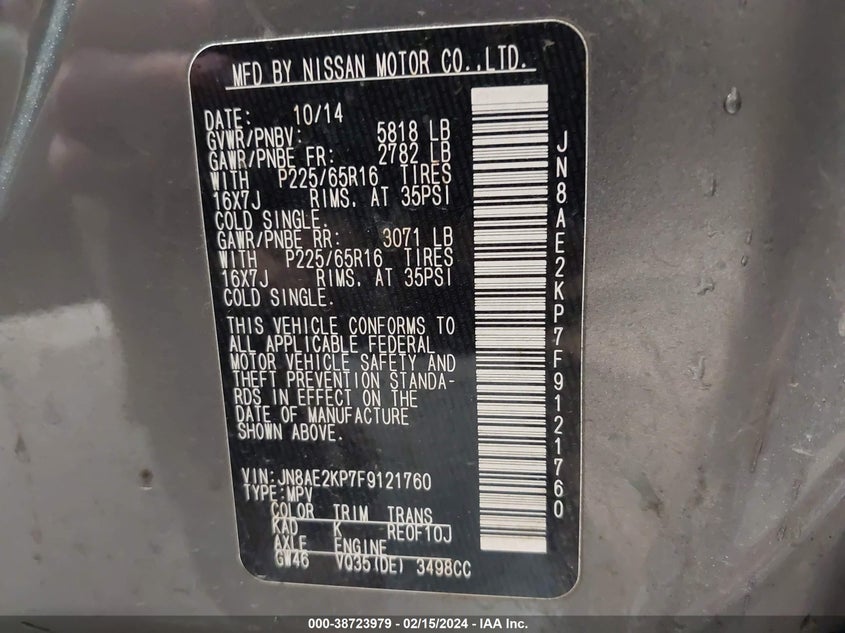 MFD BY NISSAN MOTOR CO.,LTD.
DATE: 10/14
GVWR/PNBV: 5818 LB
GAWR/PNBE FR: 2782 LB
WITH P225/65R16 TIRES
16X7J RIMS, AT 35PSI
COLD SINGLE.
GAWR/PNBE RR: 3071 LB
WITH P225/65R16 TIRES
16X7J RIMS, AT 35PSI
COLD SINGLE.
THIS VEHICLE CONFORMS TO
ALL APPLICABLE FEDERAL
MOTOR VEHICLE SAFETY AND
THEFT PREVENTION STANDA-
RDS IN EFFECT ON THE
DATE OF MANUFACTURE
SHOWN ABOVE.
VIN:JN8AE2KP7F9121760
TYPE:MPV
COLOR TRIM TRANS
KAD K RE0F10J
AXLE ENGINE
GW46 VQ35(DE) 3498CC
JN8AE2KP7F9121760
000-38723979 - 02/15/2024 - IAA Inc.